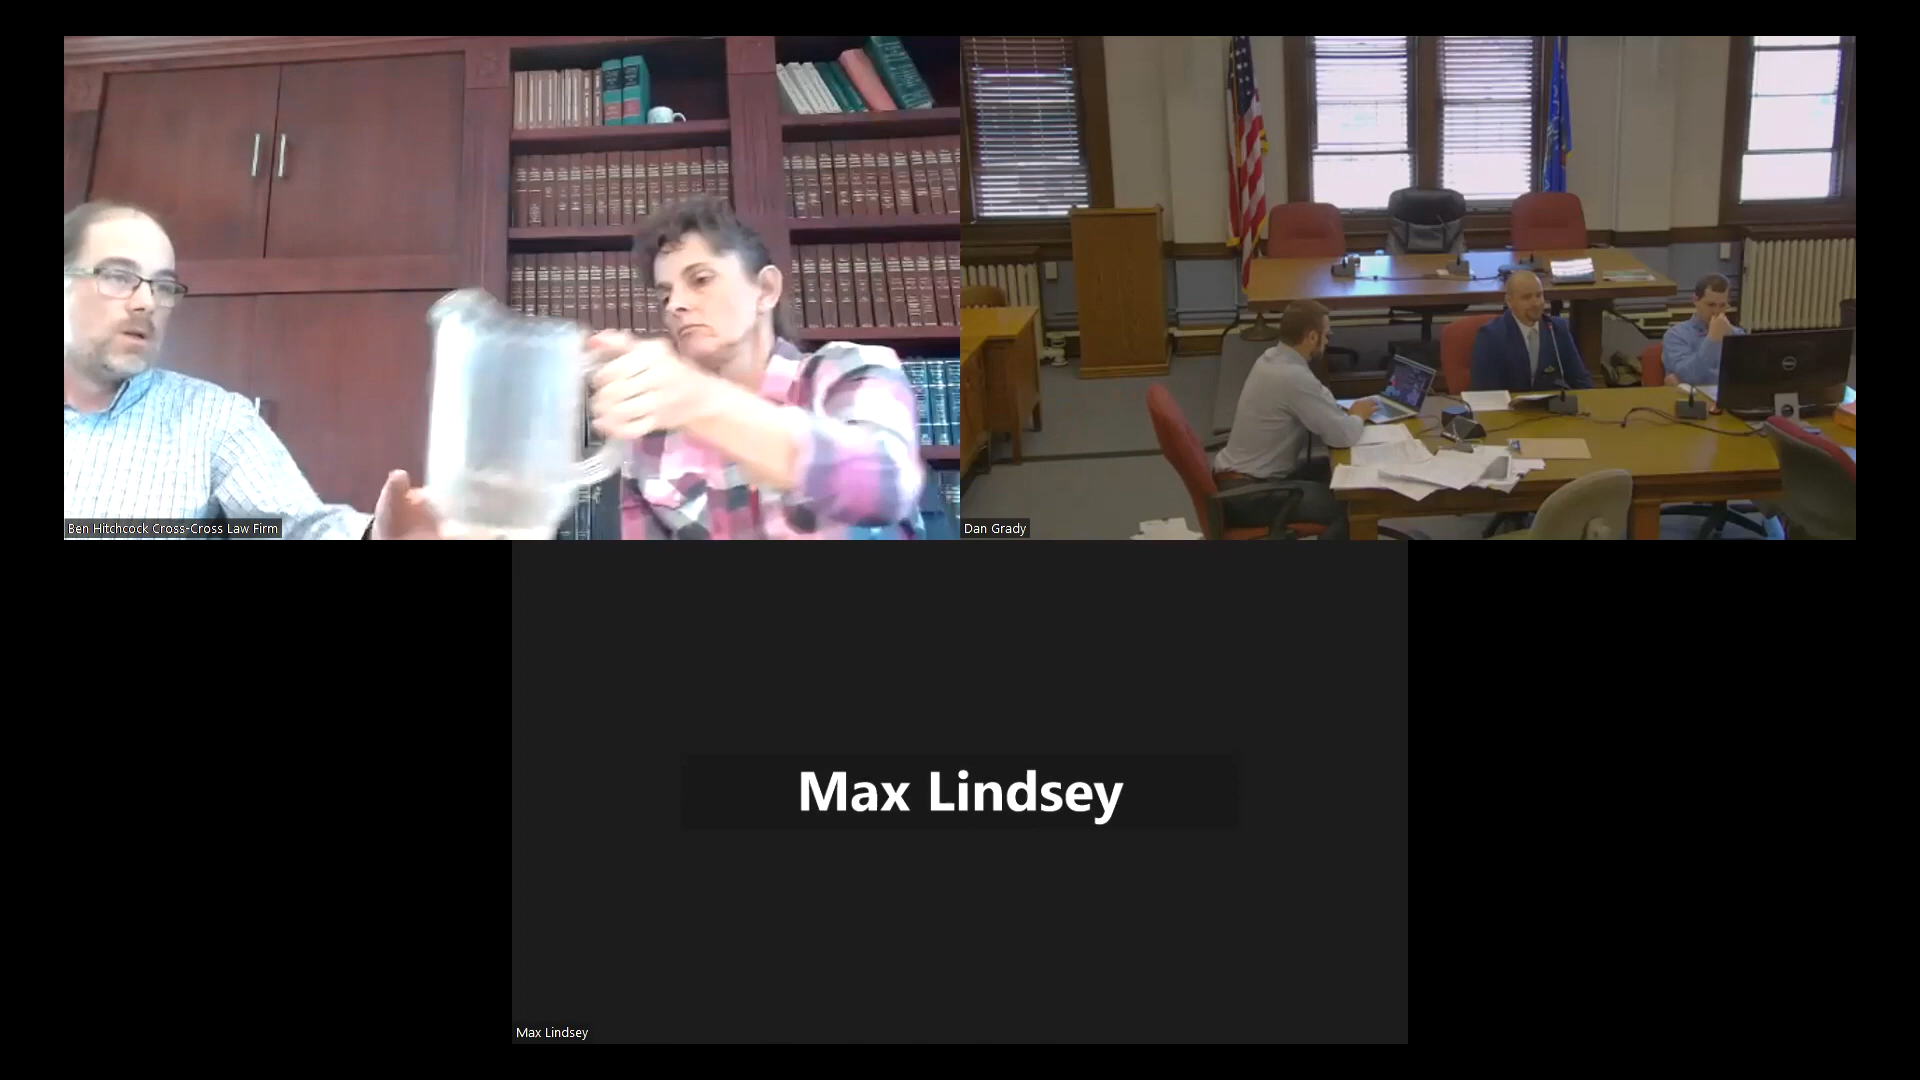 Ben Hitchcock Cross-Cross Law Firm
Dan Grady
Max Lindsey
Max Lindsey